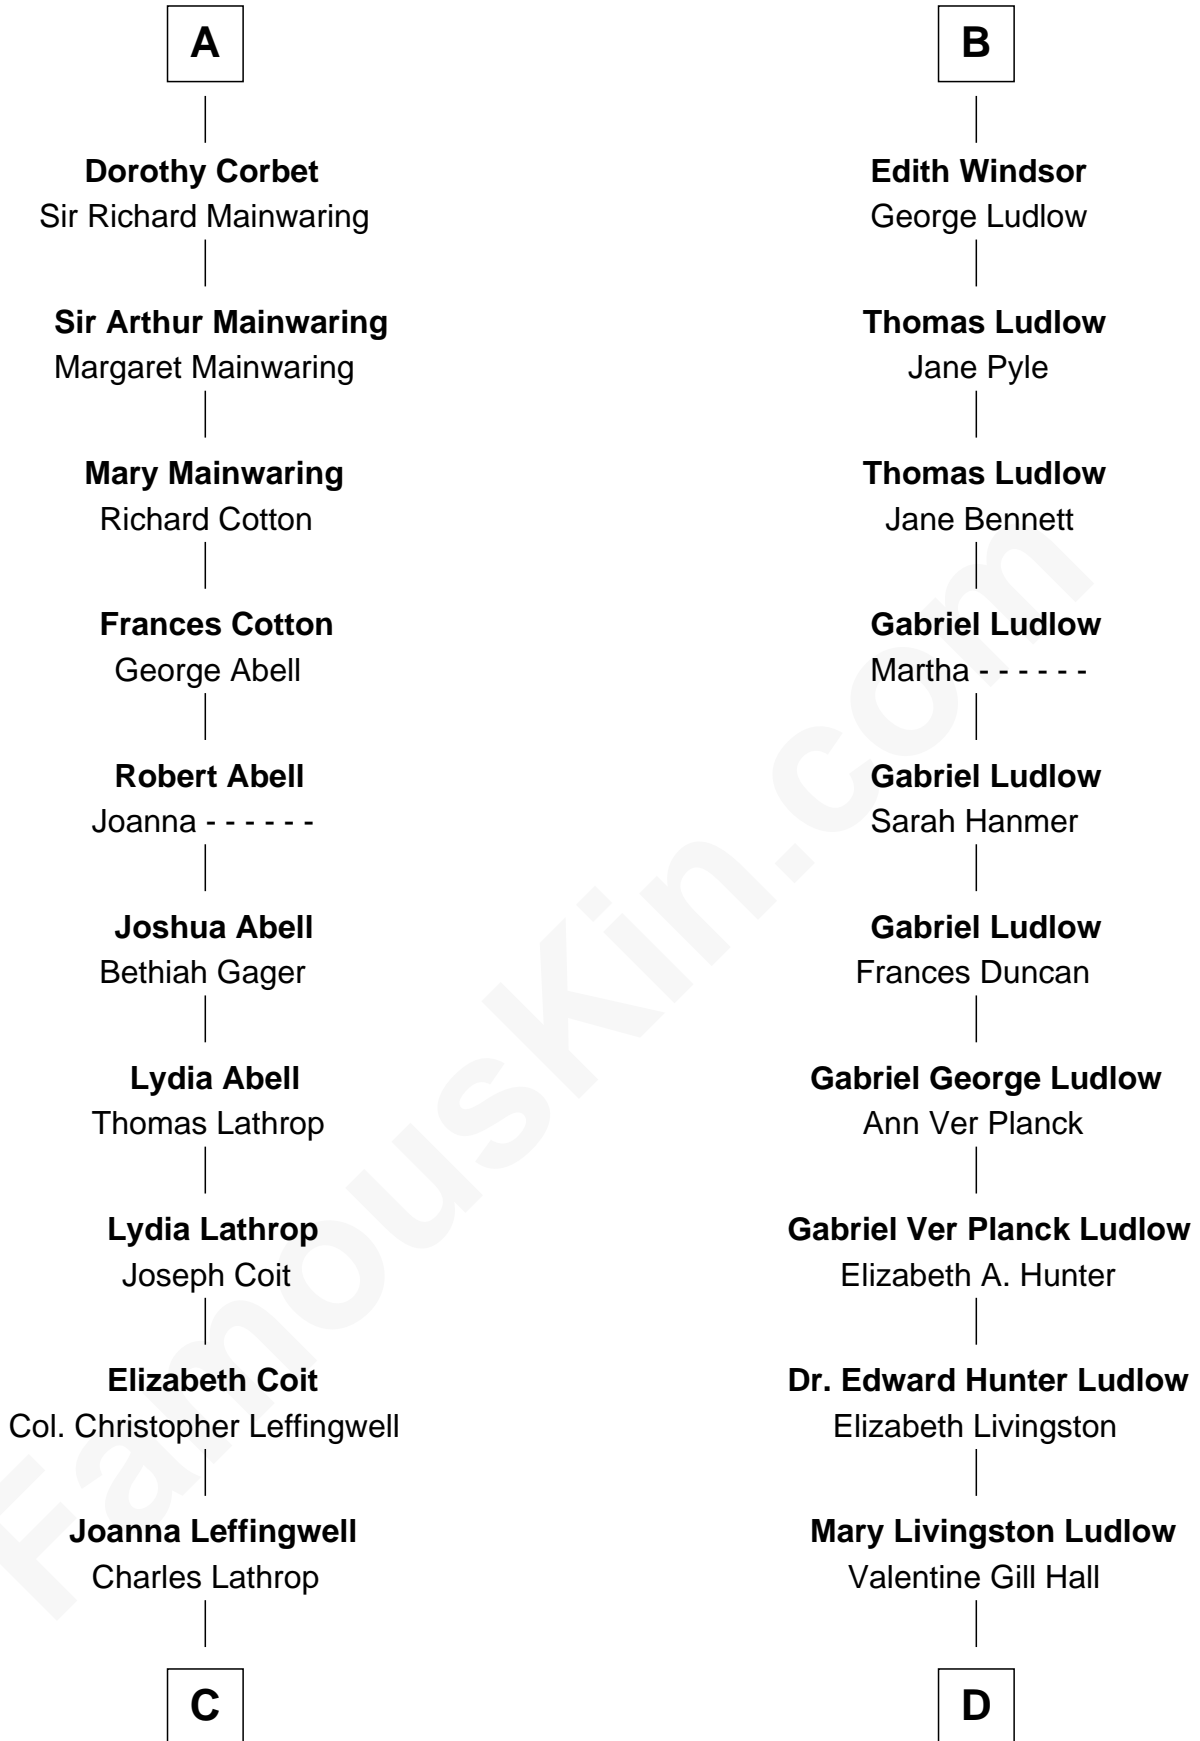 A
Dorothy Corbet
Sir Richard Mainwaring
Sir Arthur Mainwaring
Margaret Mainwaring
Mary Mainwaring
Richard Cotton
Frances Cotton
George Abell
Robert Abell
Joanna - - - - - -
Joshua Abell
Bethiah Gager
Lydia Abell
Thomas Lathrop
Lydia Lathrop
Joseph Coit
Elizabeth Coit
Col. Christopher Leffingwell
Joanna Leffingwell
Charles Lathrop
C
B
Edith Windsor
George Ludlow
Thomas Ludlow
Jane Pyle
Thomas Ludlow
Jane Bennett
Gabriel Ludlow
Martha - - - - - -
Gabriel Ludlow
Sarah Hanmer
Gabriel Ludlow
Frances Duncan
Gabriel George Ludlow
Ann Ver Planck
Gabriel Ver Planck Ludlow
Elizabeth A. Hunter
Dr. Edward Hunter Ludlow
Elizabeth Livingston
Mary Livingston Ludlow
Valentine Gill Hall
D
FamousKin.com